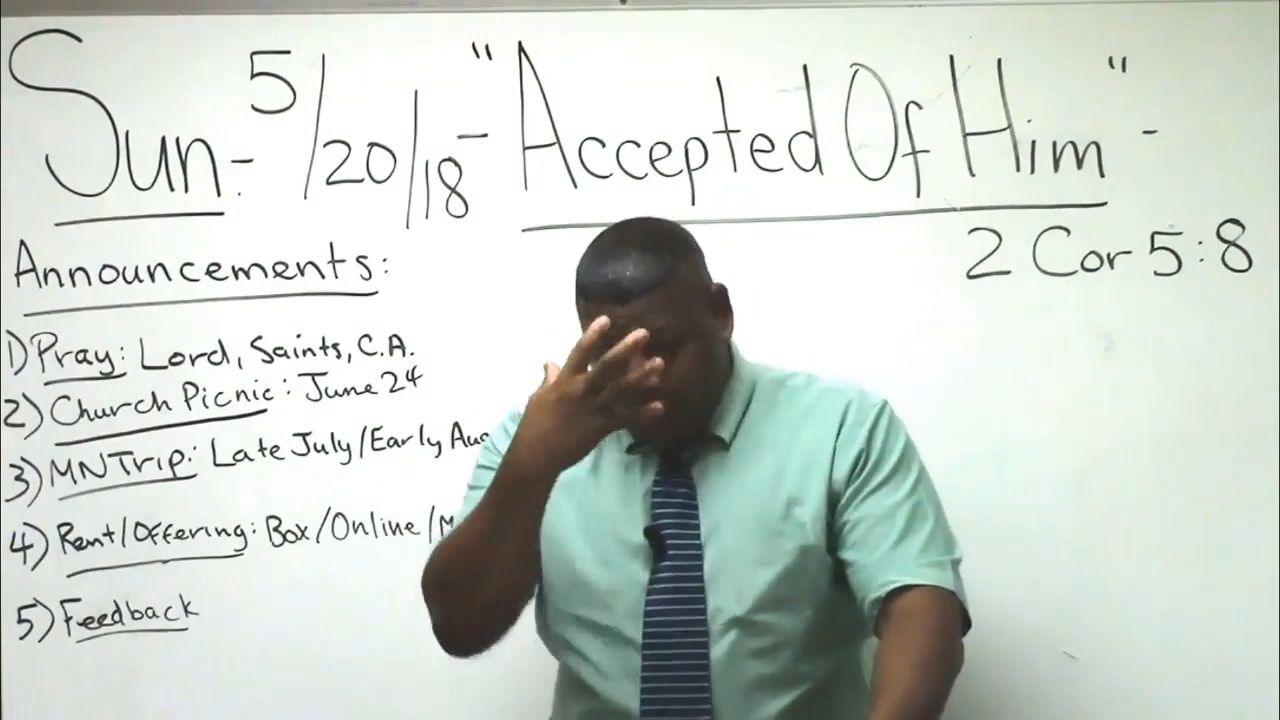 Sun - 5/20/18 - "Accepted Of Him" -
2 Cor 5:8
Announcements:
1) Pray: Lord, Saints, C.A.
2) Church Picnic: June 24
3) MN Trip: Late July/Early Aug
4) Rent/Offering: Box/Online/M
5) Feedback